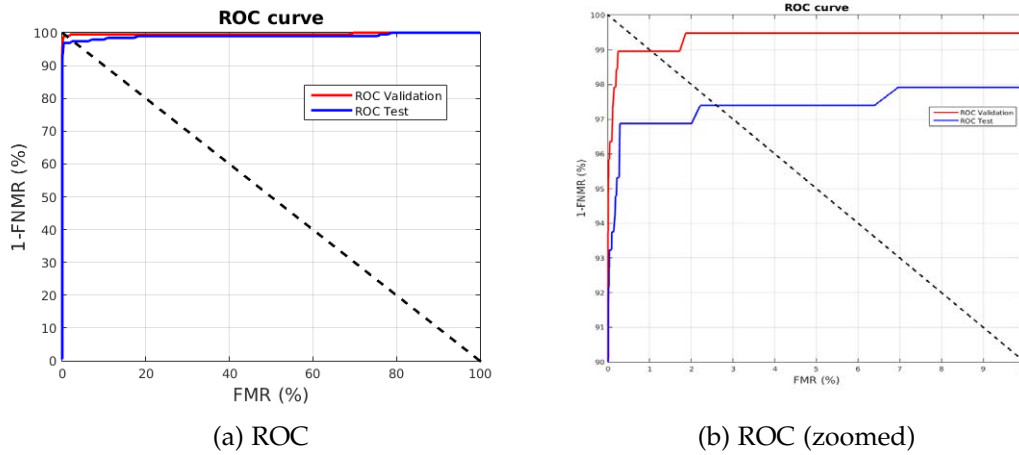 ROC curve
100
90
80
70
60
50
40
30
20
10
0
1-FNMR (%)
ROC Validation
ROC Test
0 20 40 60 80 100
FMR (%)
(a) ROC
ROC curve
100
99
98
97
96
95
94
93
92
91
90
1-FNMR (%)
ROC Validation
ROC Test
0 1 2 3 4 5 6 7 8 9
FMR (%)
(b) ROC (zoomed)